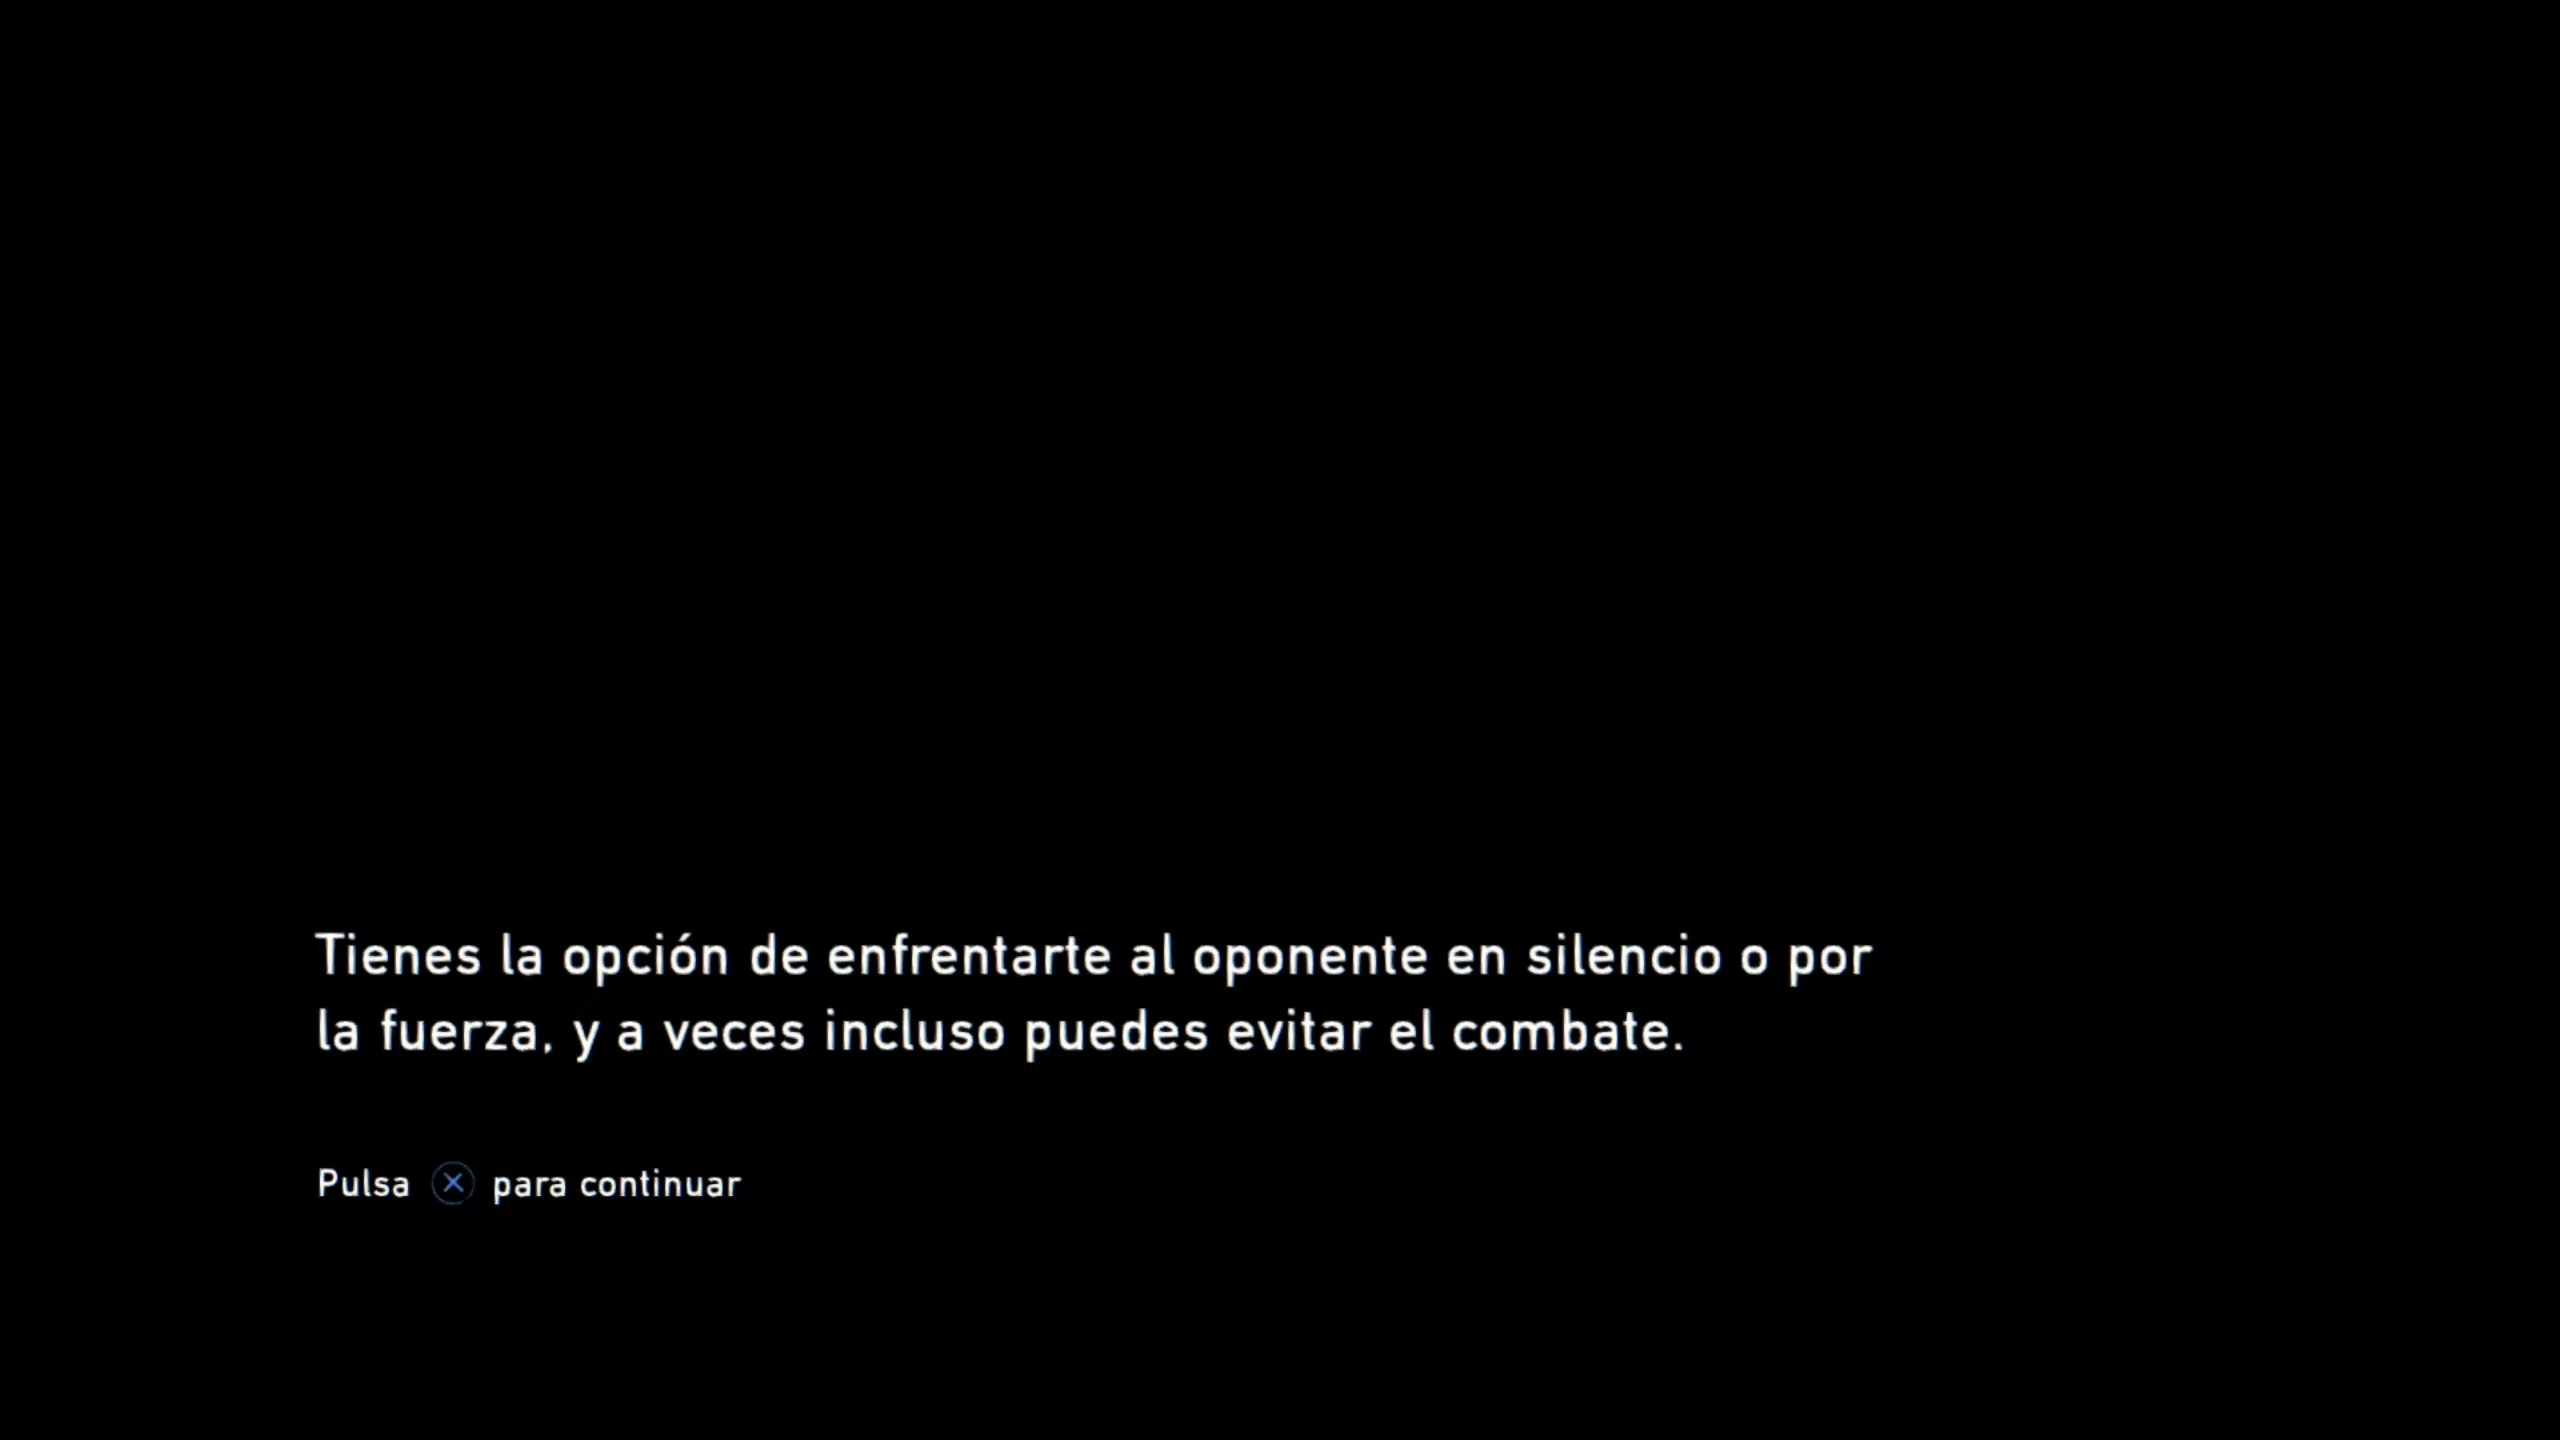 Tienes la opción de enfrentarte al oponente en silencio o por
la fuerza, y a veces incluso puedes evitar el combate.
Pulsa ⓧ para continuar